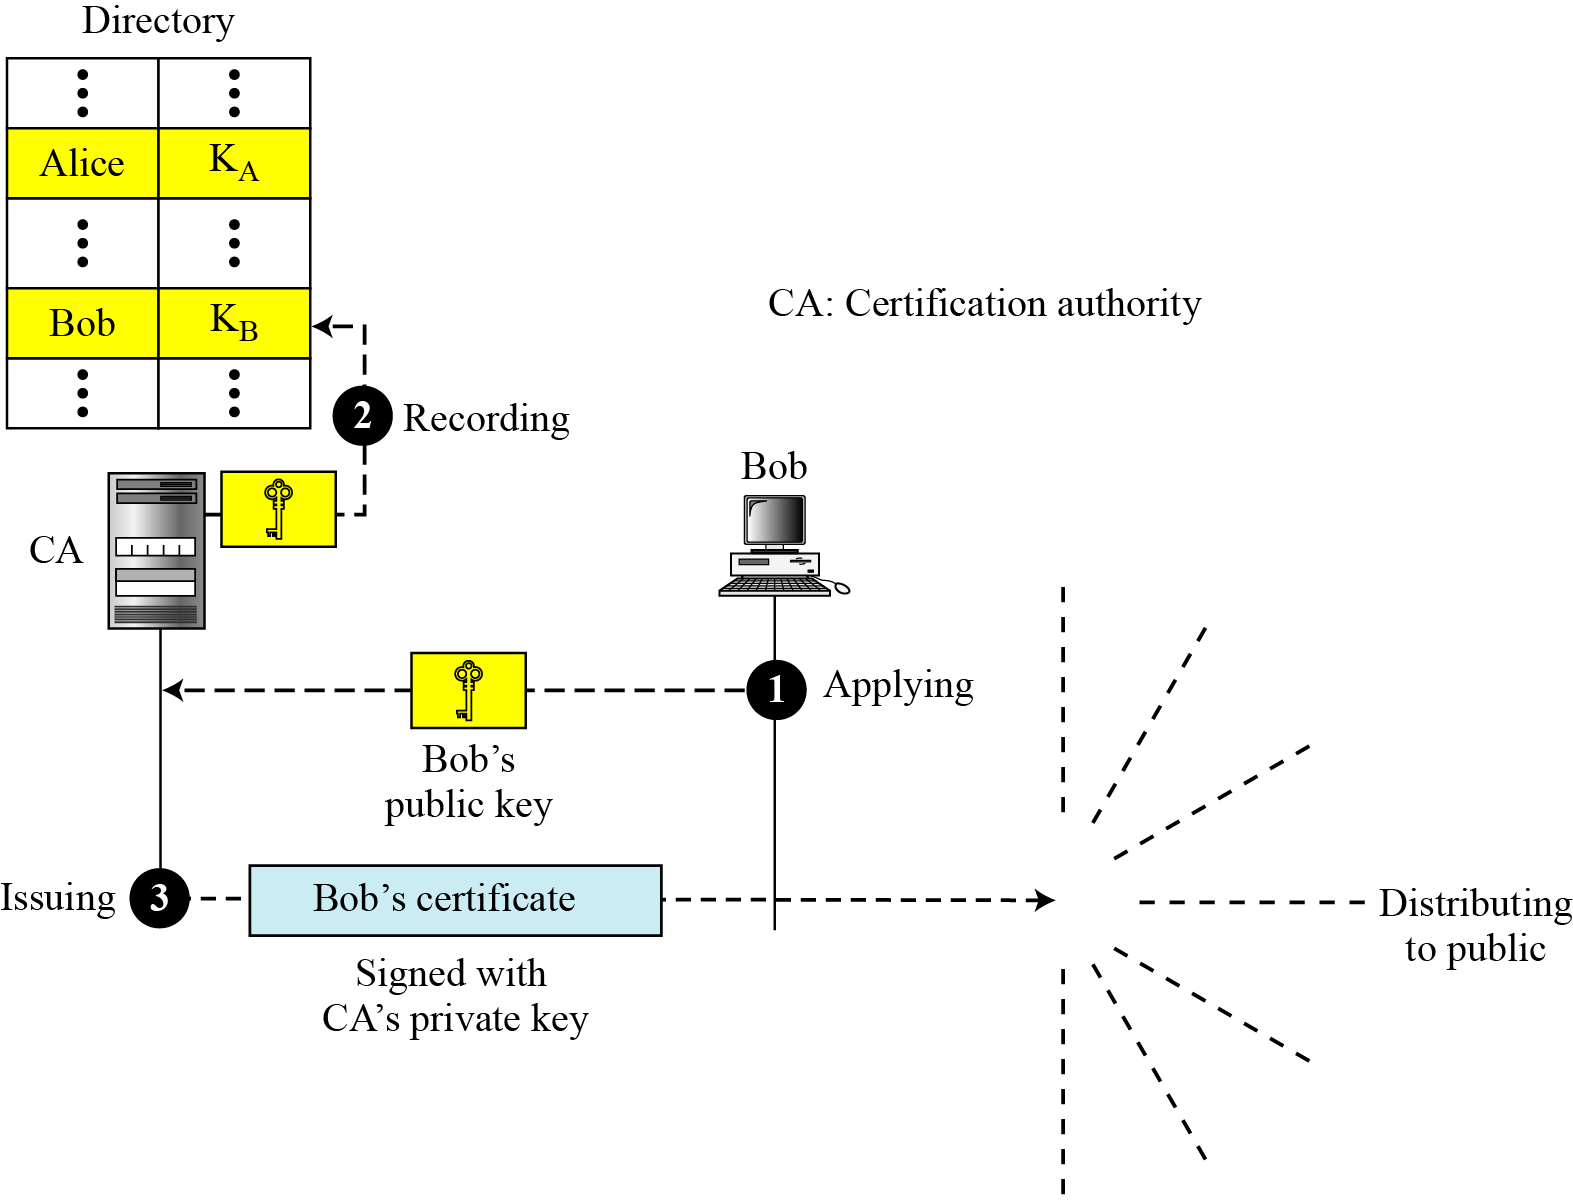 Directory
Alice K_A
Bob K_B
CA: Certification authority
2 Recording
Bob
CA
1 Applying
Bob’s
public key
Issuing 3 Bob’s certificate
Distributing
to public
Signed with
CA’s private key